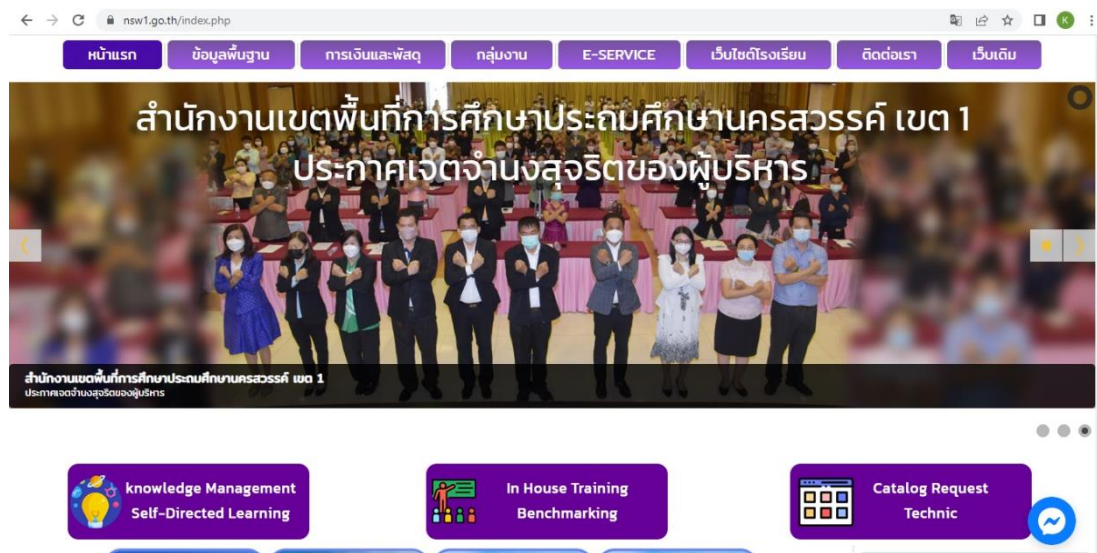 nsw1.go.th/index.php
K
หน้าแรก
ข้อมูลพื้นฐาน
การเงินและพัสดุ
กลุ่มงาน
E-SERVICE
เว็บไซต์โรงเรียน
ติดต่อเรา
เว็บเดิม
สำนักงานเขตพื้นที่การศึกษาประถมศึกษานครสวรรค์ เขต 1
ประกาศเจตจำนงสุจริตของผู้บริหาร
สำนักงานเขตพื้นที่การศึกษาประถมศึกษานครสวรรค์ เขต 1
ประกาศเจตจำนงสุจริตของผู้บริหาร
knowledge Management
Self-Directed Learning
In House Training
Benchmarking
Catalog Request
Technic